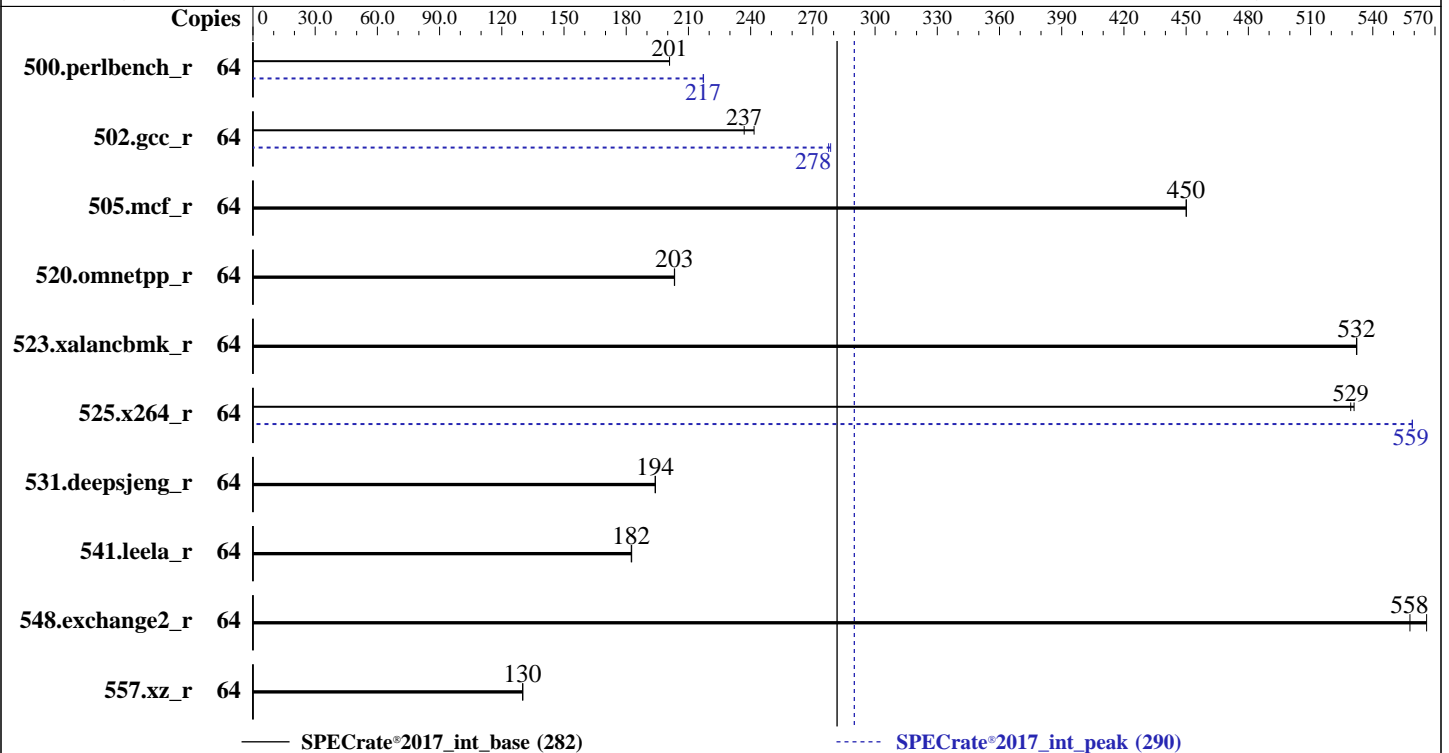 Copies 0 30.0 60.0 90.0 120 150 180 210 240 270 300 330 360 390 420 450 480 510 540 570
500.perlbench_r 64 201
217
502.gcc_r 64 237
278
505.mcf_r 64 450
520.omnetpp_r 64 203
523.xalancbmk_r 64 532
525.x264_r 64 529
559
531.deepsjeng_r 64 194
541.leela_r 64 182
548.exchange2_r 64 558
557.xz_r 64 130
SPECrate®2017_int_base (282) SPECrate®2017_int_peak (290)